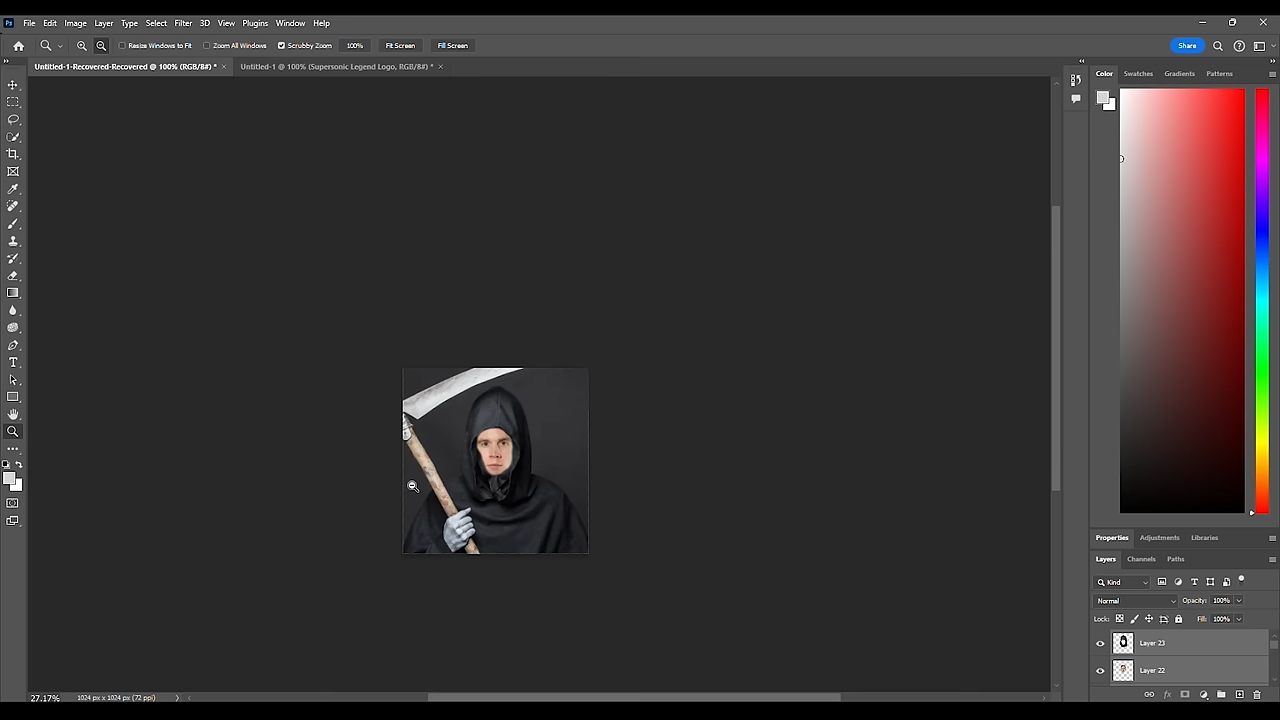 Ps File Edit Image Layer Type Select Filter 3D View Plugins Window Help
Resize Windows to Fit Zoom All Windows Scrubby Zoom 100% Fit Screen Fill Screen Share
Untitled-1-Recovered-Recovered @ 100% (RGB/8#) * × Untitled-1 @ 100% (Supersonic Legend Logo, RGB/8#) * ×
Color Swatches Gradients Patterns
Properties Adjustments Libraries
Layers Channels Paths
Kind
Normal Opacity: 100%
Lock: Fill: 100%
Layer 23
Layer 22
27.17% 1024 px x 1024 px (72 ppi)